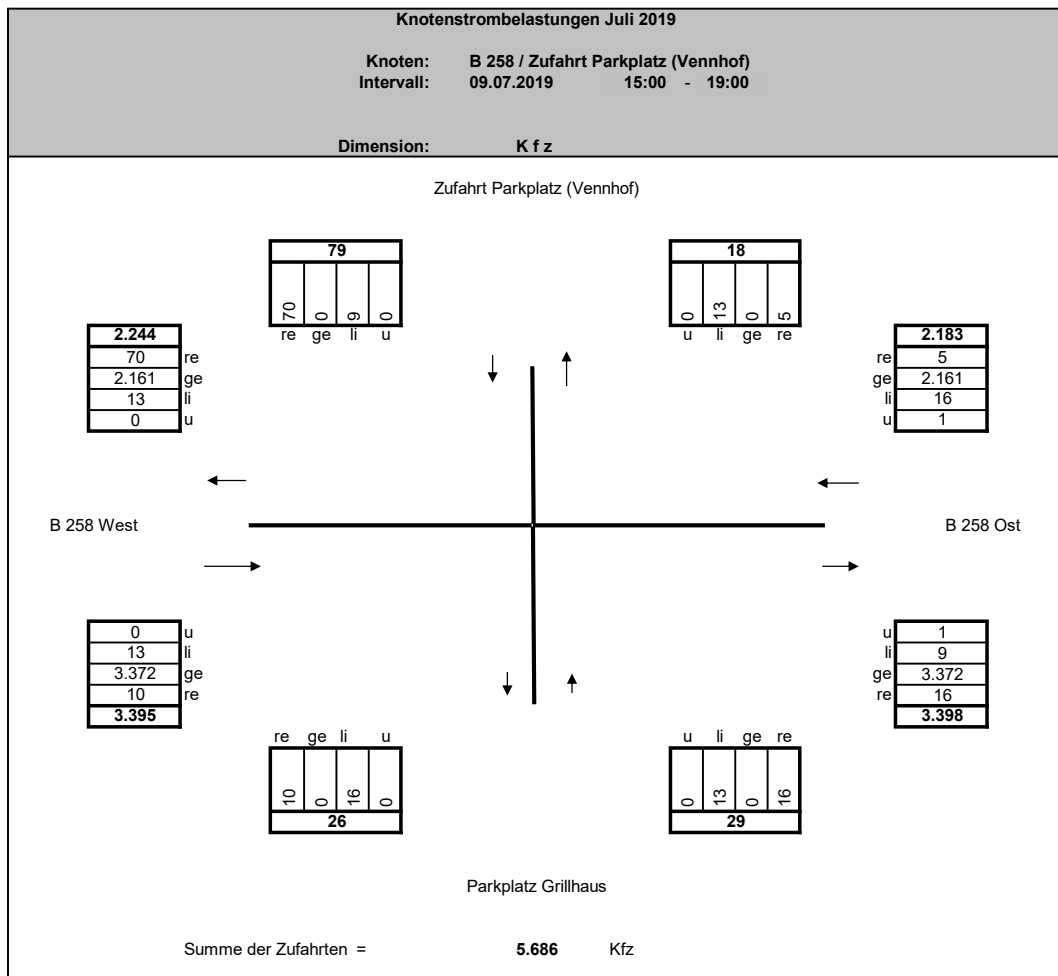 Knotenstrombelastungen Juli 2019
Knoten: B 258 / Zufahrt Parkplatz (Vennhof)
Intervall: 09.07.2019 15:00 - 19:00
Dimension: K f z
Zufahrt Parkplatz (Vennhof)
79
70 0 9 0
re ge li u
18
0 13 0 5
u li ge re
2.244
70 re
2.161 ge
13 li
0 u
2.183
re 5
ge 2.161
li 16
u 1
B 258 West
B 258 Ost
0 u
13 li
3.372 ge
10 re
3.395
u 1
li 9
ge 3.372
re 16
3.398
re ge li u
10 0 16 0
26
u li ge re
0 13 0 16
29
Parkplatz Grillhaus
Summe der Zufahrten = 5.686 Kfz